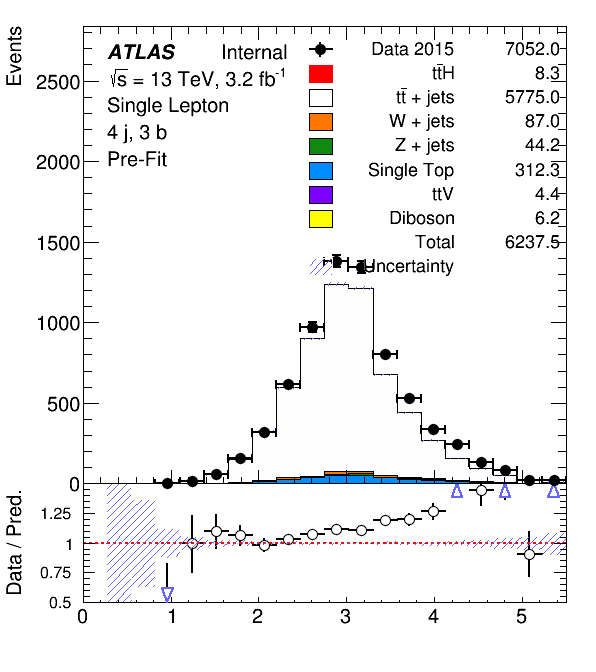 ATLAS Internal
√s = 13 TeV, 3.2 fb⁻¹
Single Lepton
4 j, 3 b
Pre-Fit
Data 2015 7052.0
tt̄H 8.3
tt̄ + jets 5775.0
W + jets 87.0
Z + jets 44.2
Single Top 312.3
ttV 4.4
Diboson 6.2
Total 6237.5
Uncertainty
Events
2500
2000
1500
1000
500
0
Data / Pred.
1.25
1
0.75
0.5
0 1 2 3 4 5